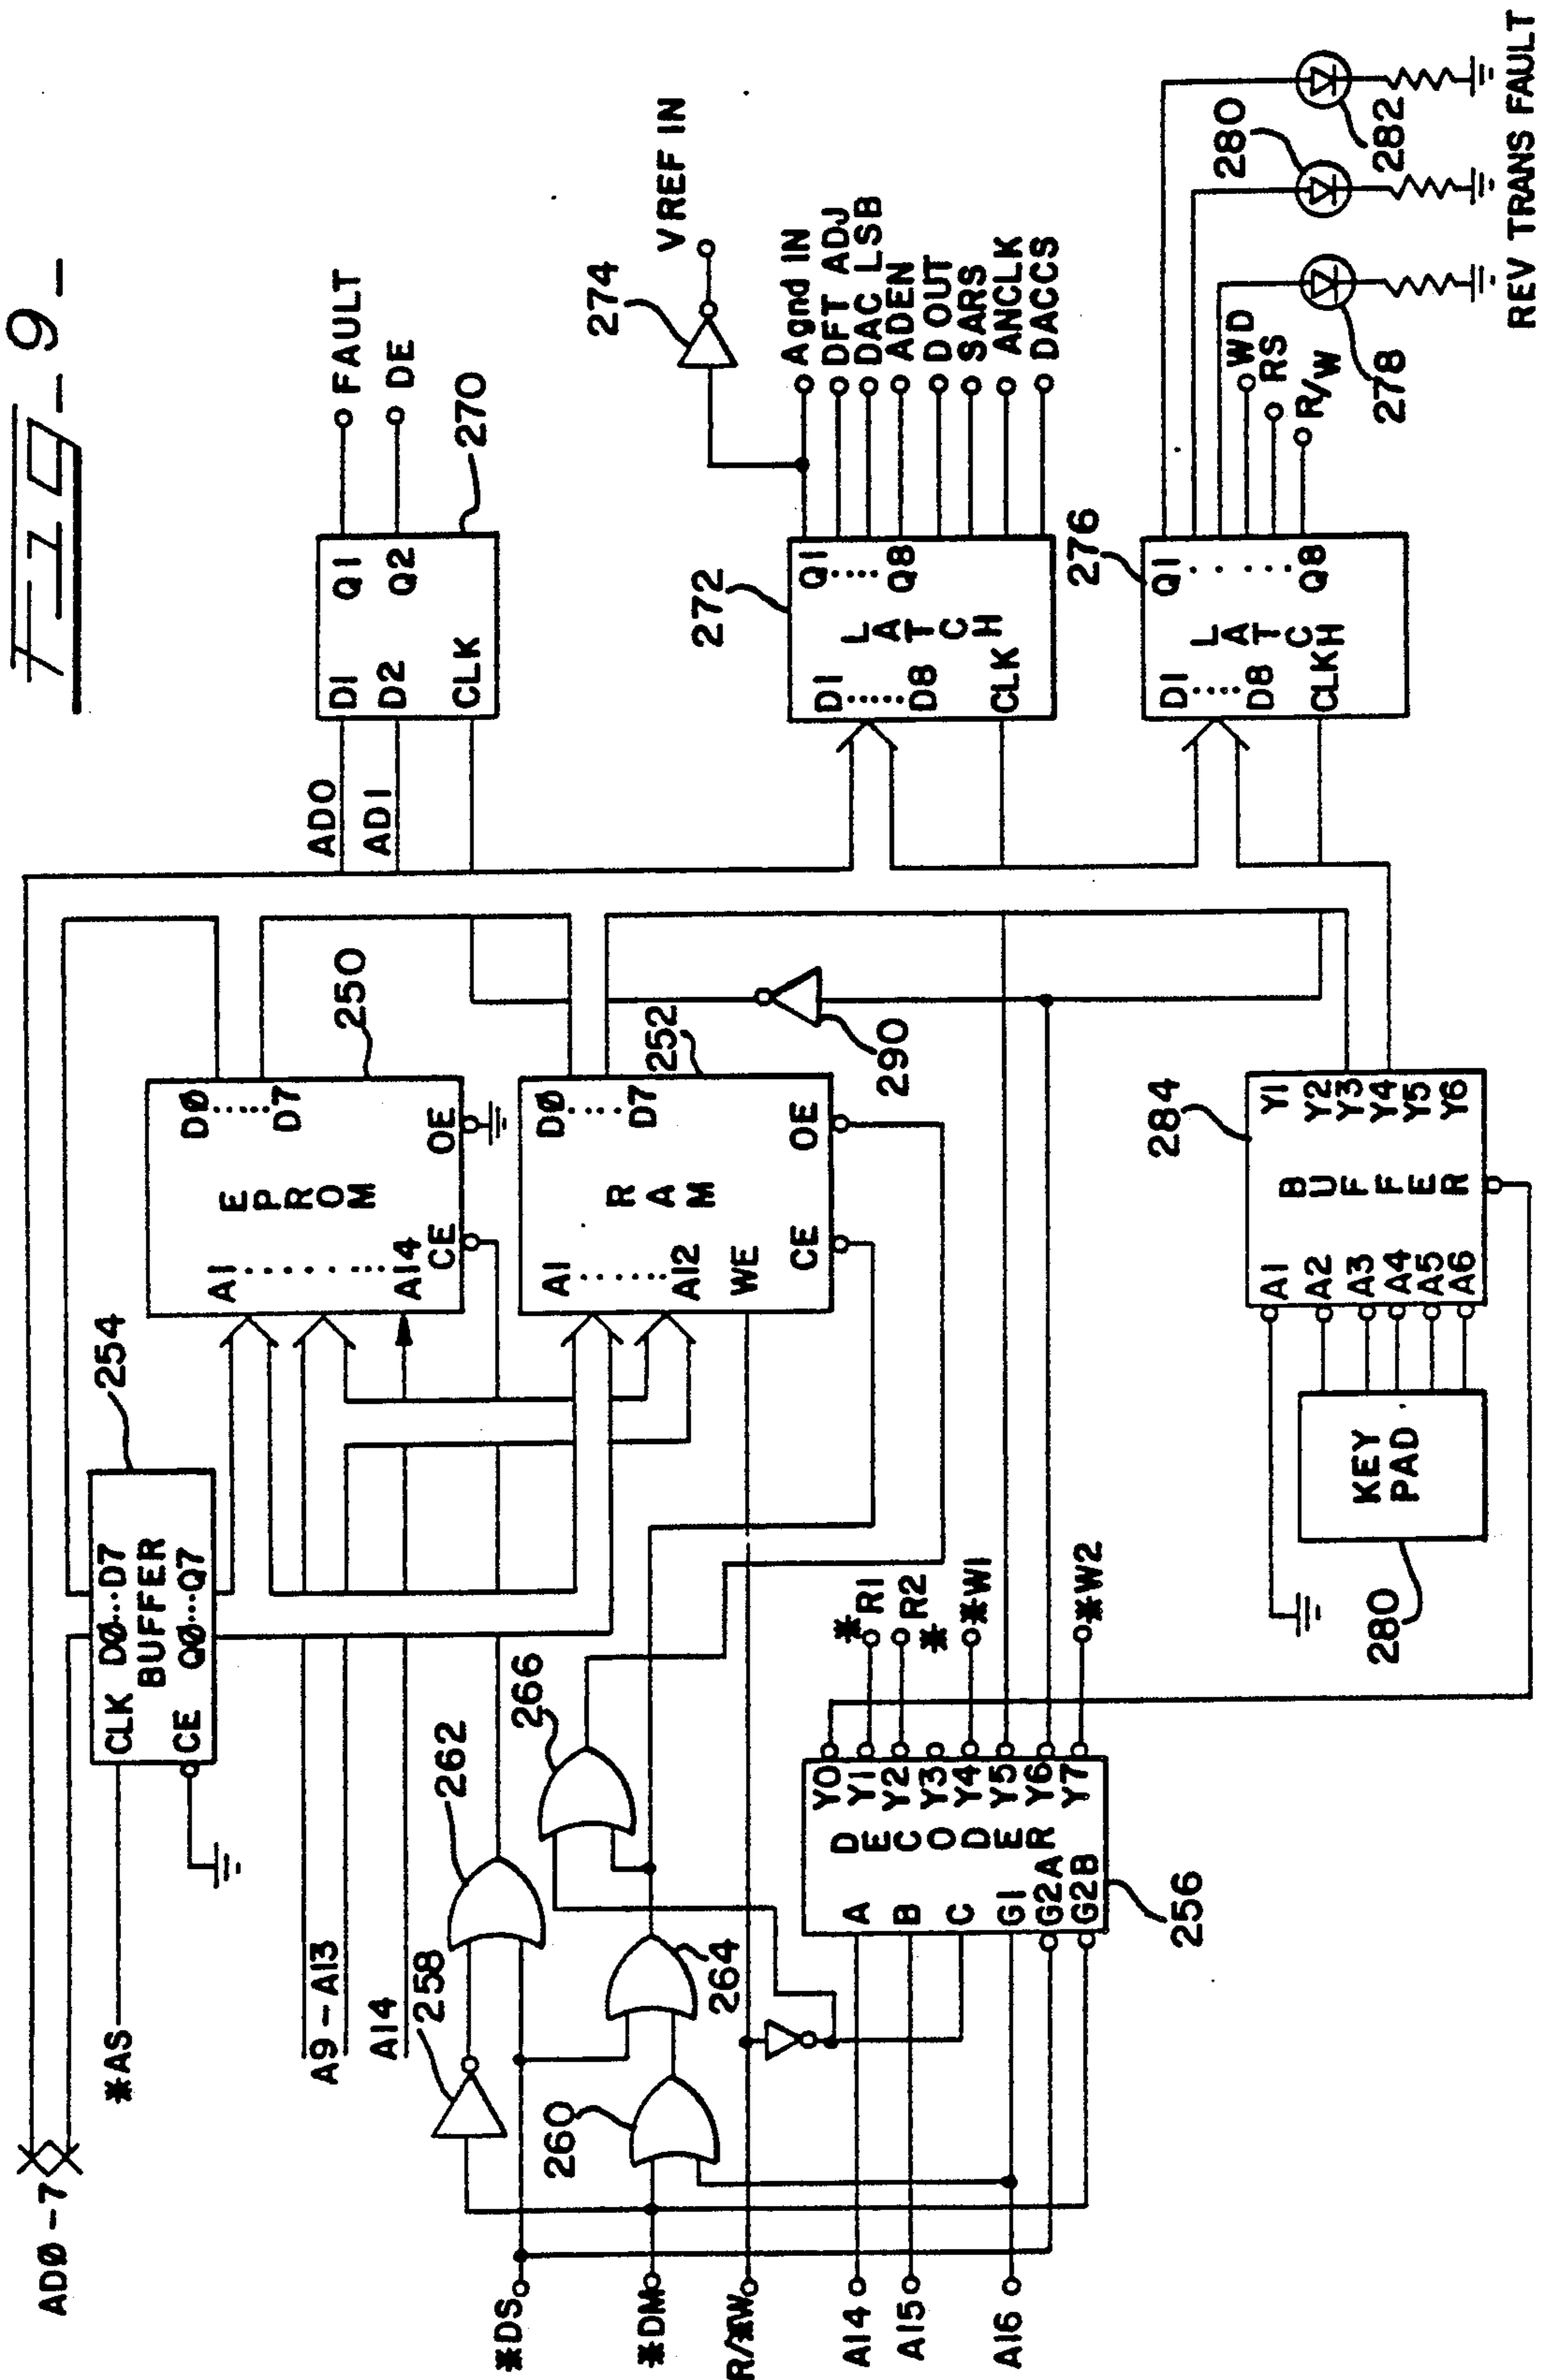 FIG-9-
AD0-7
*AS
CLK D0...D7
BUFFER
CE Q0...Q7
254
A9-A13
A14
258
262
A1
A14
EPROM
CE
OE
D0
D7
250
AD0
AD1
D1
D2
CLK
Q1
Q2
FAULT
DE
270
260
264
266
A1
A12
WE
RAM
CE
OE
D0
D7
252
290
*DS
*DM
R/*W
A14
A15
A16
A
B
C
G1
G2A
G2B
DECODER
Y0
Y1
Y2
Y3
Y4
Y5
Y6
Y7
256
*R1
*R2
*W1
*W2
272
D1
D8
CLK
LATCH
Q1
Q8
274
VREF IN
Agnd IN
DFT ADJ
DAC LSB
ADEN
D OUT
SARS
ANCLK
DACCS
276
D1
D8
CLK
LATCH
Q1
Q8
WD
RS
R/W
278
280
282
REV TRANS FAULT
KEY
PAD
280
A1
A2
A3
A4
A5
A6
BUFFER
Y1
Y2
Y3
Y4
Y5
Y6
284